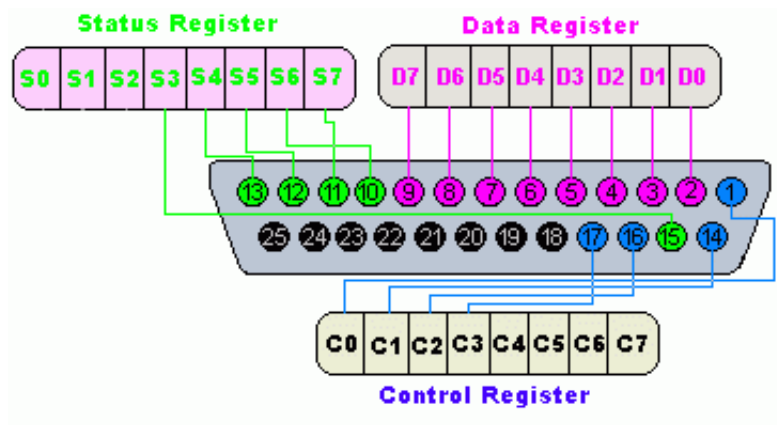 Status Register Data Register
S0 S1 S2 S3 S4 S5 S6 S7 D7 D6 D5 D4 D3 D2 D1 D0
13 12 11 10 9 8 7 6 5 4 3 2 1
25 24 23 22 21 20 19 18 17 16 15 14
C0 C1 C2 C3 C4 C5 C6 C7
Control Register